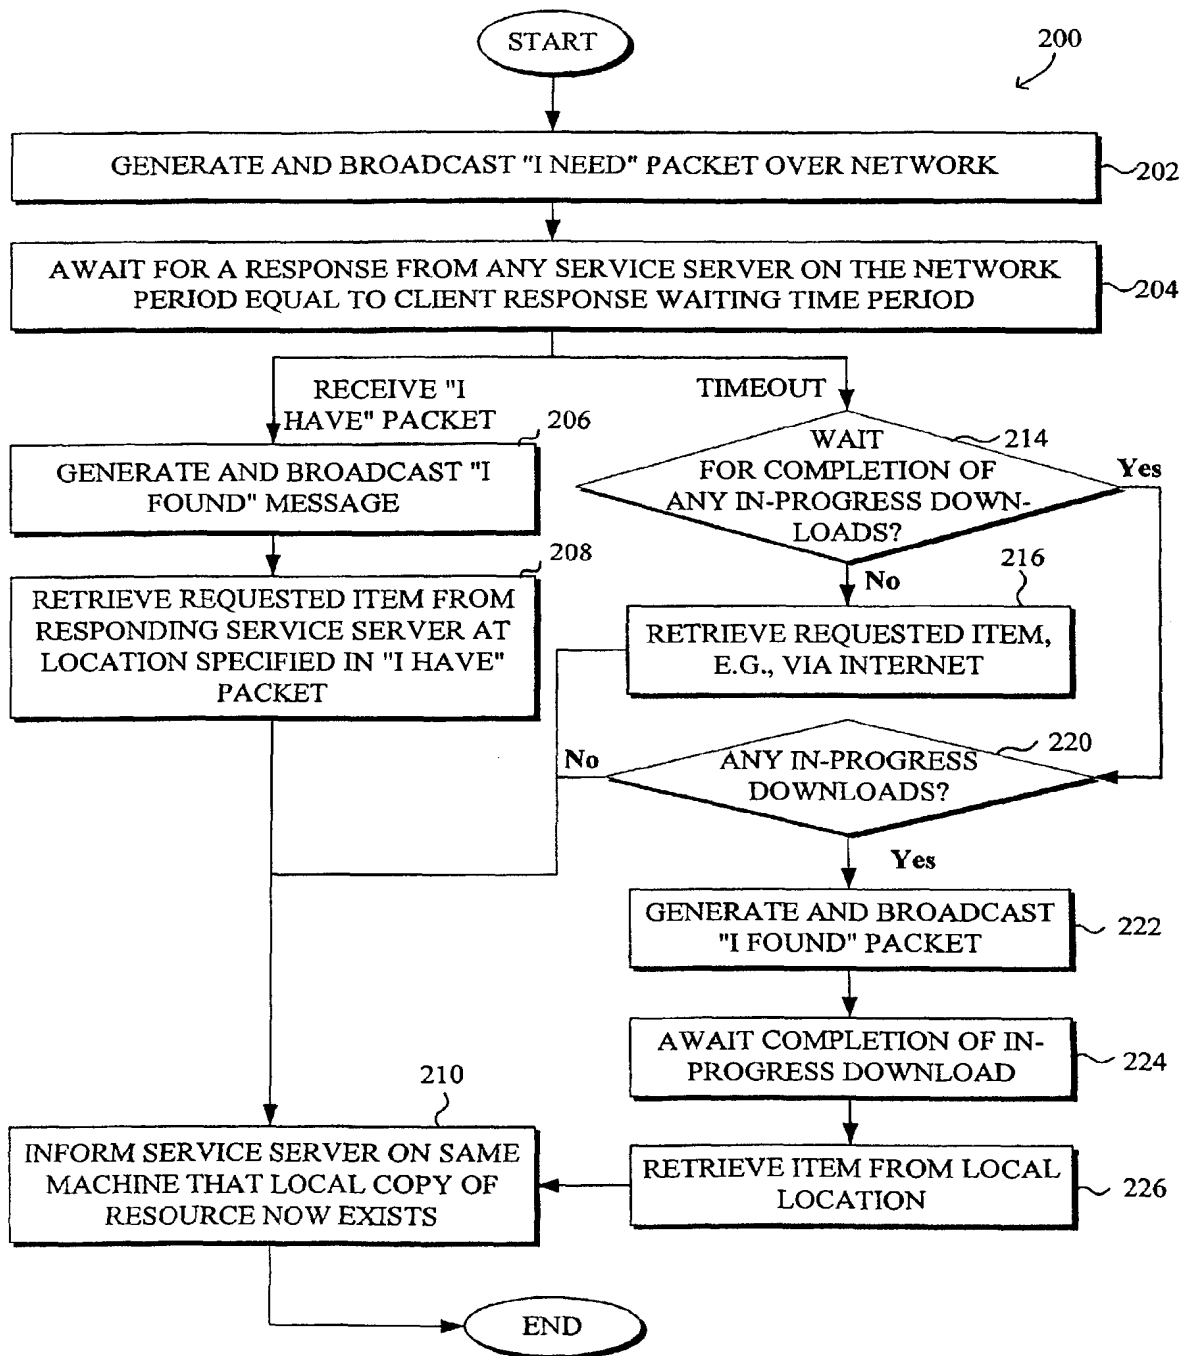 START
200
GENERATE AND BROADCAST "I NEED" PACKET OVER NETWORK
202
AWAIT FOR A RESPONSE FROM ANY SERVICE SERVER ON THE NETWORK
PERIOD EQUAL TO CLIENT RESPONSE WAITING TIME PERIOD
204
RECEIVE "I
HAVE" PACKET
TIMEOUT
206
GENERATE AND BROADCAST "I
FOUND" MESSAGE
WAIT
FOR COMPLETION OF
ANY IN-PROGRESS DOWN-
LOADS?
214
Yes
No
208
RETRIEVE REQUESTED ITEM FROM
RESPONDING SERVICE SERVER AT
LOCATION SPECIFIED IN "I HAVE"
PACKET
216
RETRIEVE REQUESTED ITEM,
E.G., VIA INTERNET
No
ANY IN-PROGRESS
DOWNLOADS?
220
Yes
GENERATE AND BROADCAST
"I FOUND" PACKET
222
AWAIT COMPLETION OF IN-
PROGRESS DOWNLOAD
224
210
INFORM SERVICE SERVER ON SAME
MACHINE THAT LOCAL COPY OF
RESOURCE NOW EXISTS
RETRIEVE ITEM FROM LOCAL
LOCATION
226
END